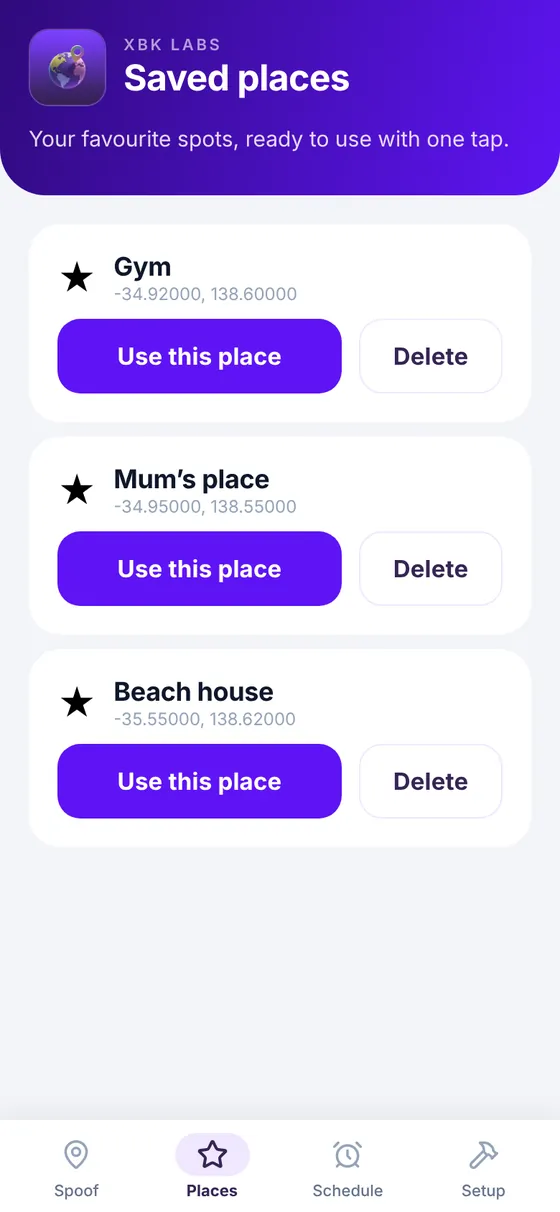 XBK LABS
Saved places
Your favourite spots, ready to use with one tap.
Gym
-34.92000, 138.60000
Use this place
Delete
Mum’s place
-34.95000, 138.55000
Use this place
Delete
Beach house
-35.55000, 138.62000
Use this place
Delete
Spoof
Places
Schedule
Setup